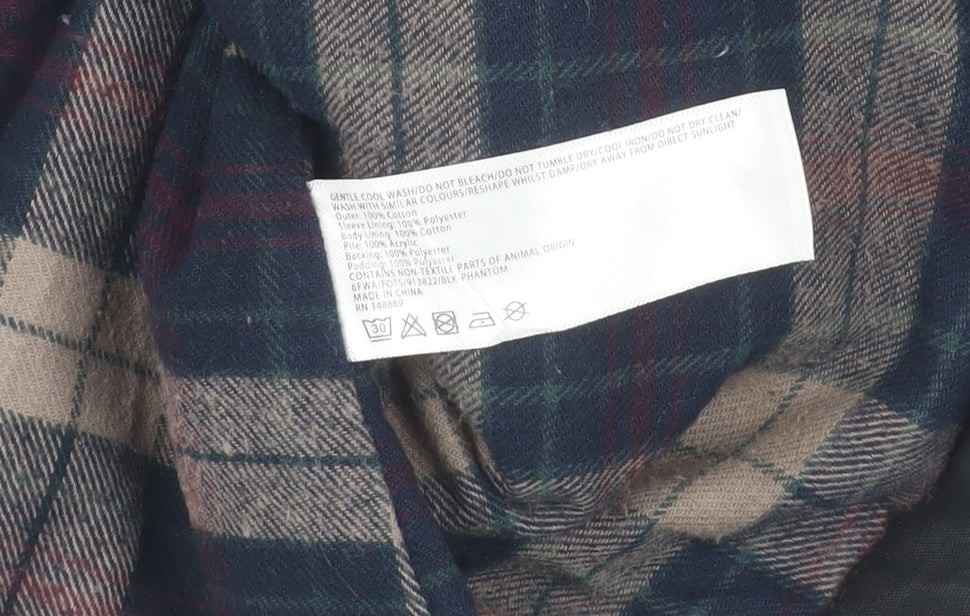 GENTLE COOL WASH/DO NOT BLEACH/DO NOT TUMBLE DRY/COOL IRON/DO NOT DRY CLEAN/
WASH WITH SIMILAR COLOURS/RESHAPE WHILST DAMP/DRY AWAY FROM DIRECT SUNLIGHT
Outer: 100% Cotton
Sleeve Lining: 100% Polyester
Body Lining: 100% Cotton
Pile: 100% Acrylic
Backing: 100% Polyester
Padding: 100% Polyester
CONTAINS NON-TEXTILE PARTS OF ANIMAL ORIGIN
6FWA/FOTS/913822/BLK PHANTOM
MADE IN CHINA
RN 148869
30